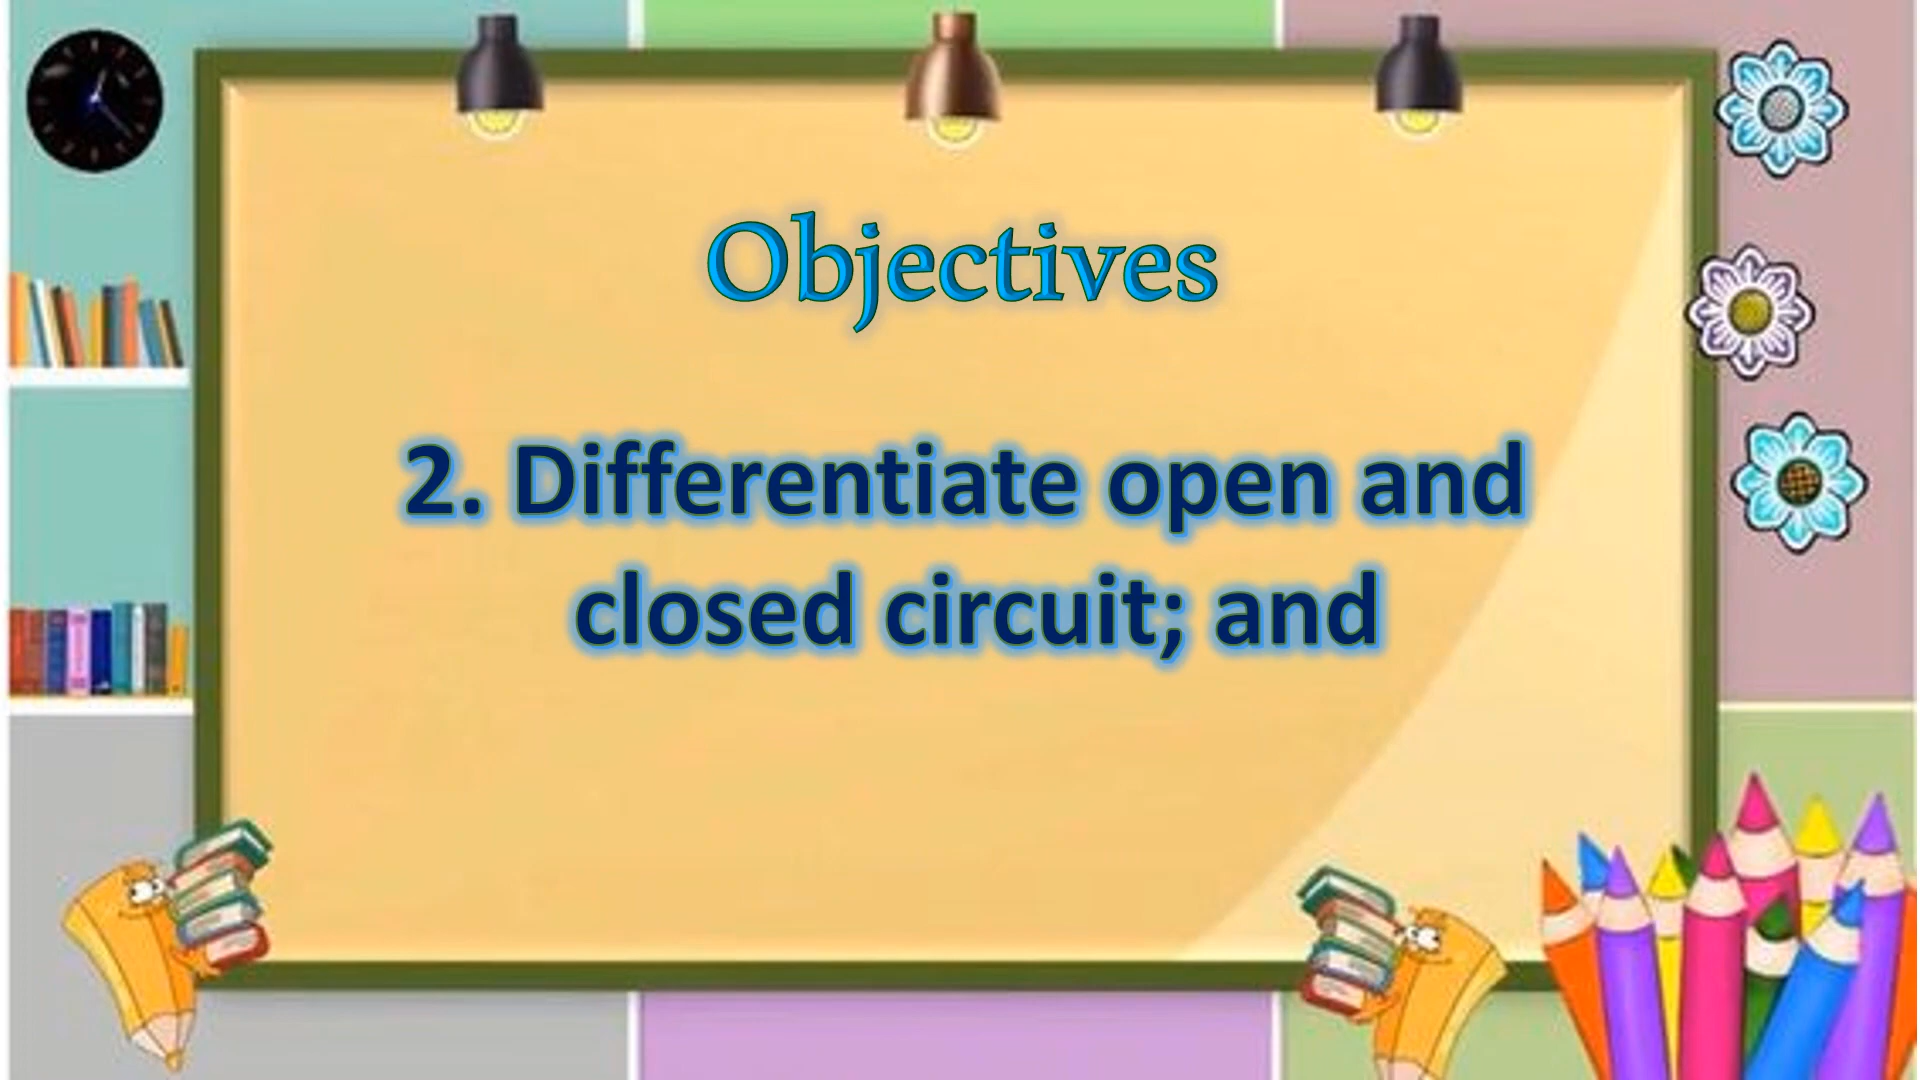 Objectives
2. Differentiate open and
closed circuit; and